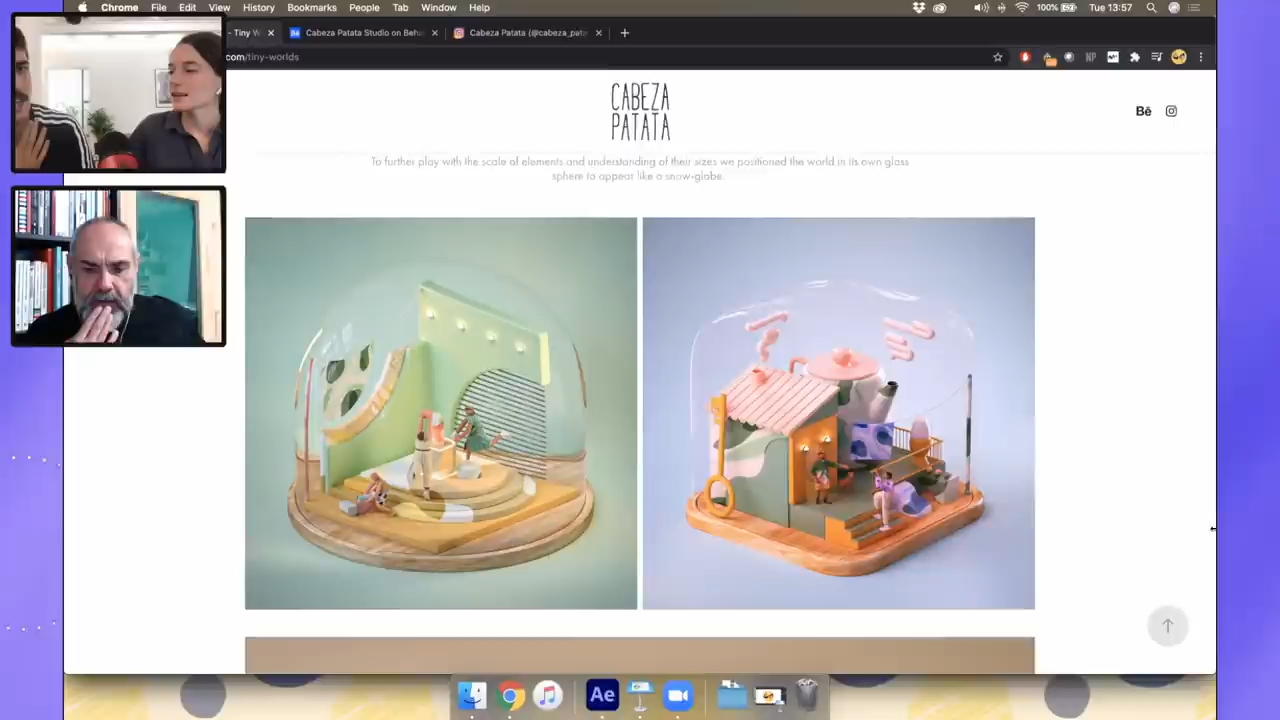 Chrome File Edit View History Bookmarks People Tab Window Help
100% Tue 13:57
- Tiny W
Cabeza Patata Studio on Beha
Cabeza Patata (@cabeza_pata
com/tiny-worlds
NP
CABEZA
PATATA
Bē
To further play with the scale of elements and understanding of their sizes we positioned the world in its own glass
sphere to appear like a snow-globe.
Ae